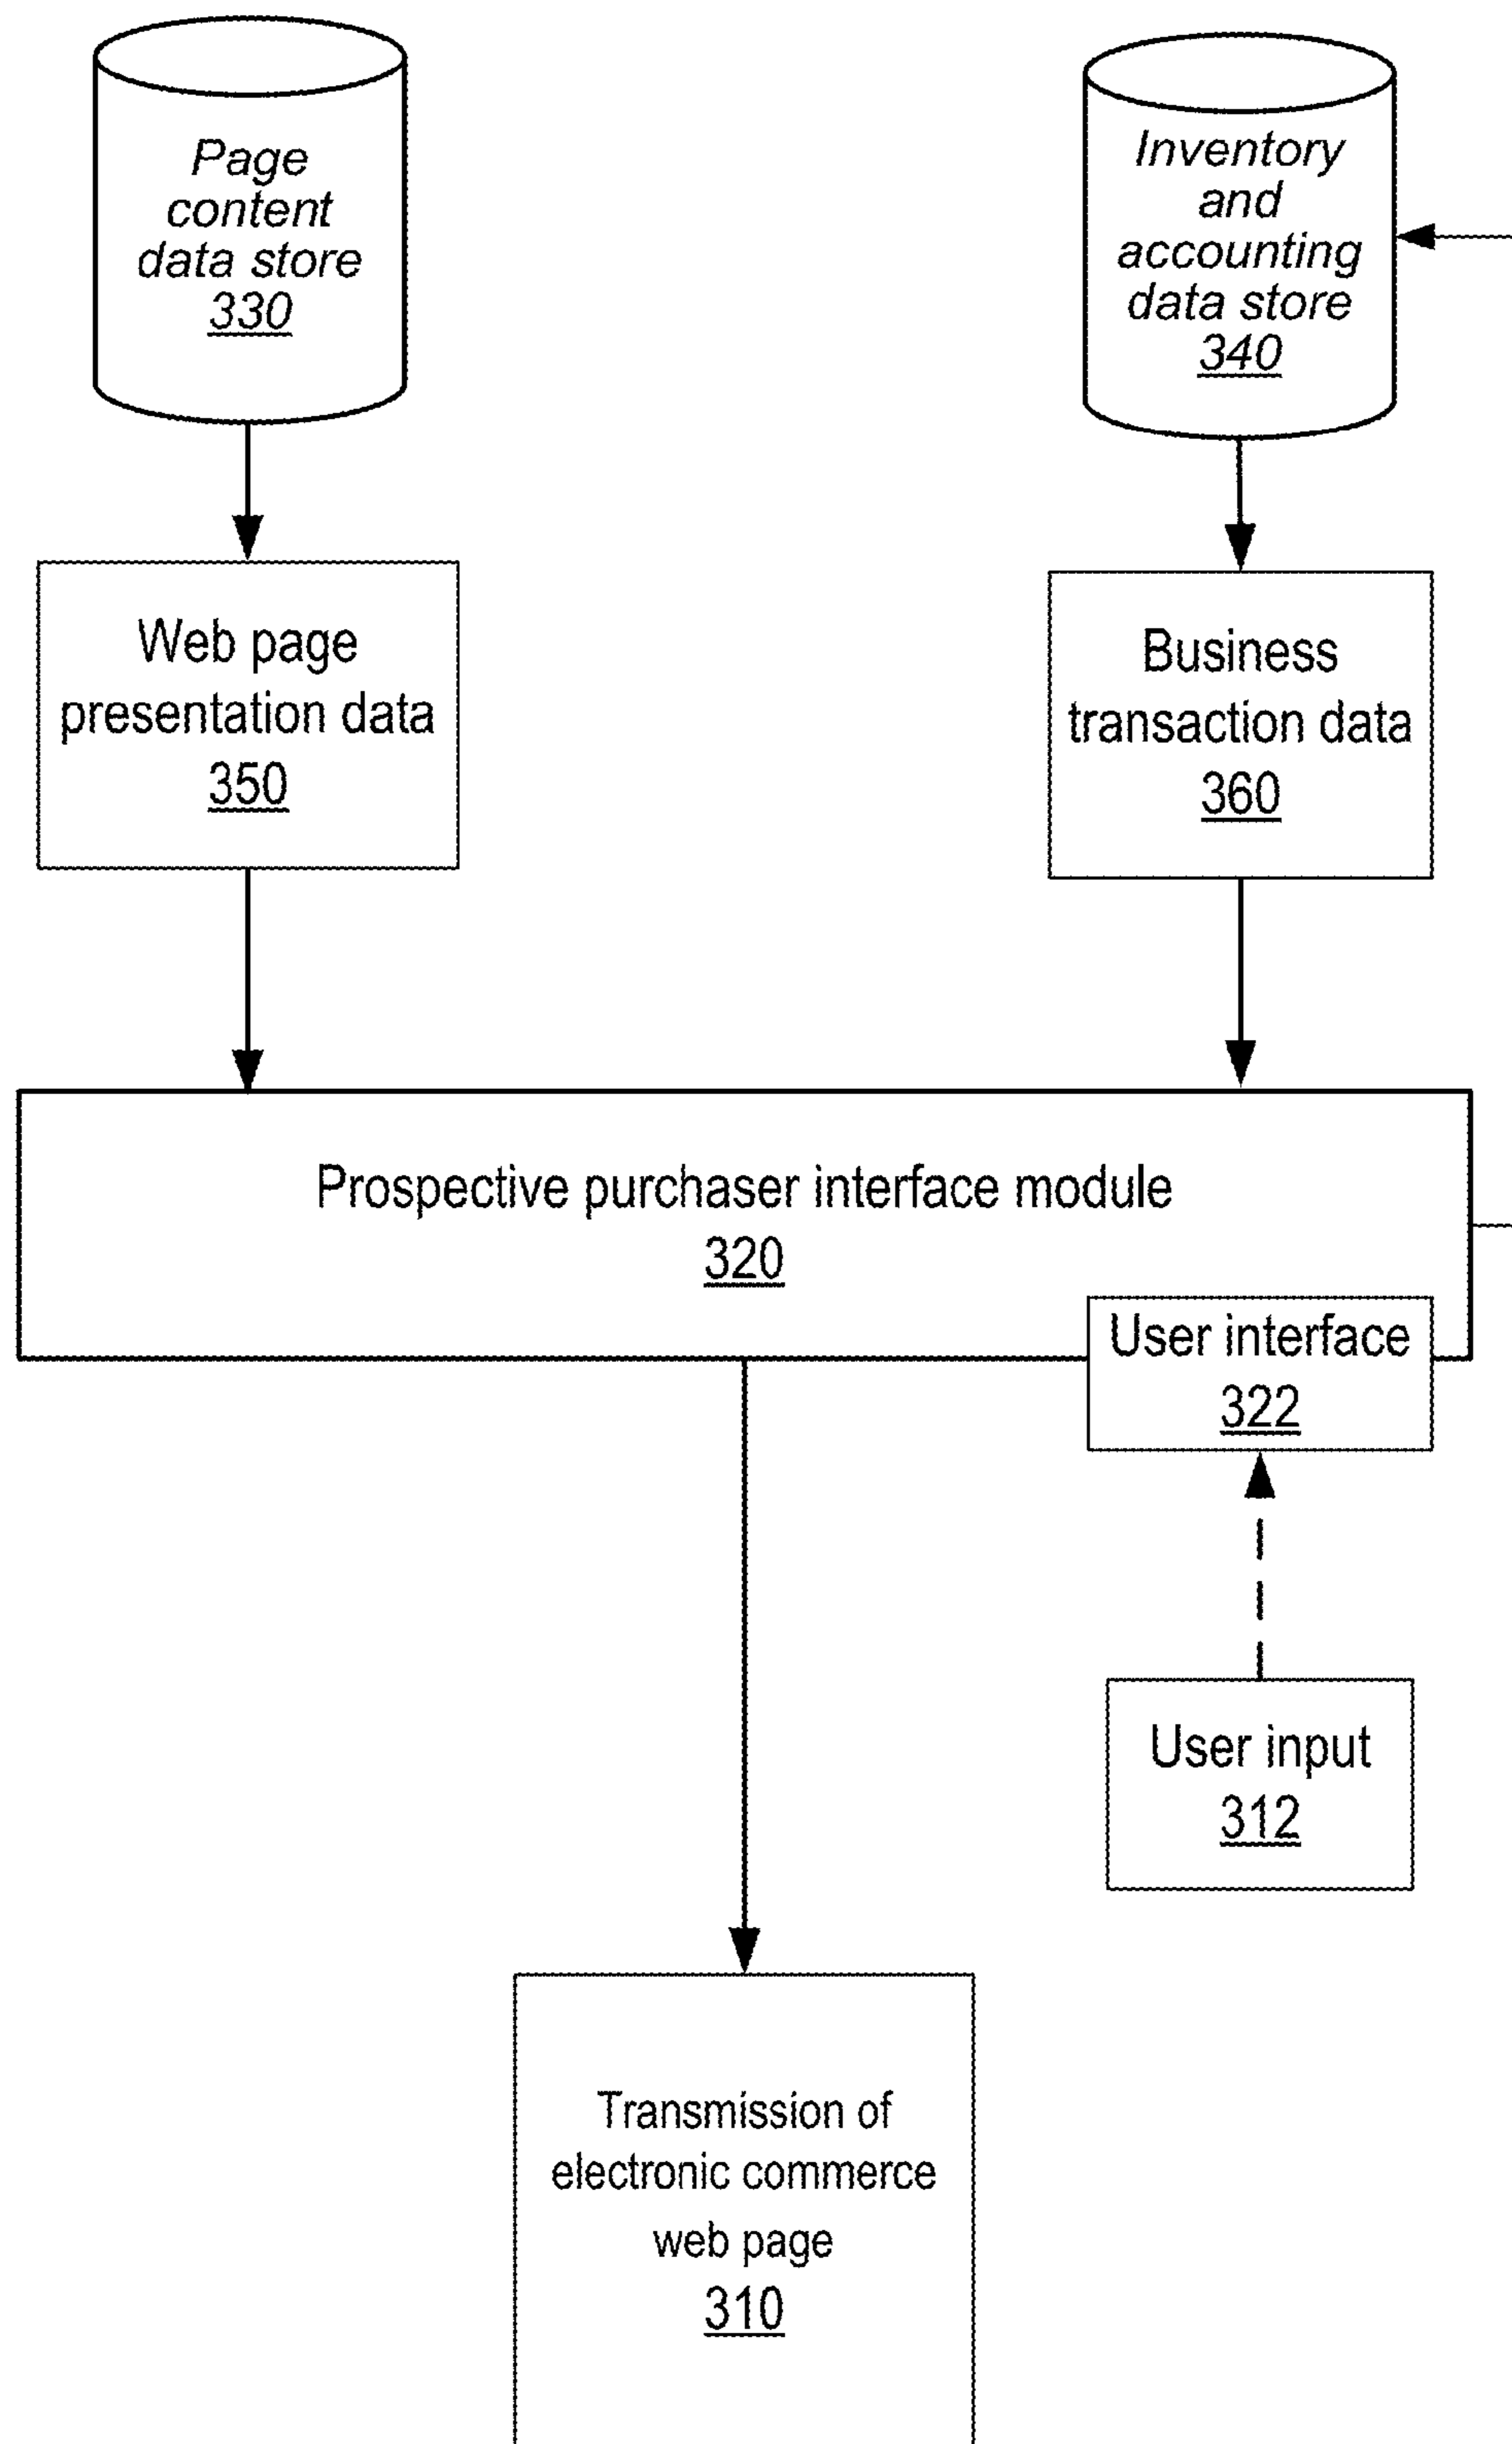 Page
content
data store
330
Inventory
and
accounting
data store
340
Web page
presentation data
350
Business
transaction data
360
Prospective purchaser interface module
320
User interface
322
User input
312
Transmission of
electronic commerce
web page
310